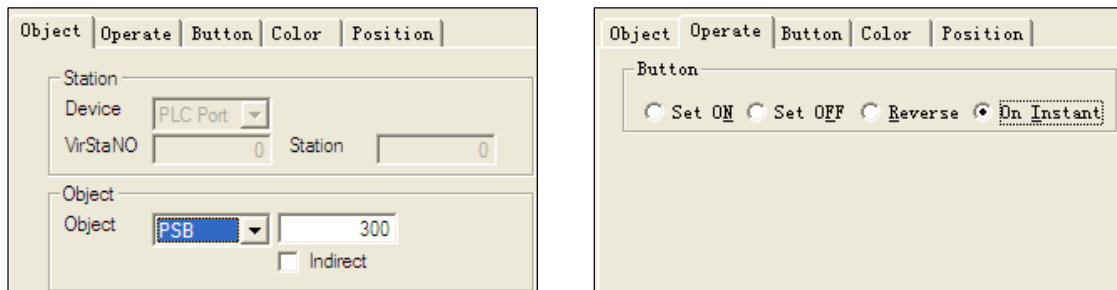 Object Operate Button Color Position
Station
Device PLC Port
VirStaNO 0 Station 0
Object
Object PSB 300
Indirect
Object Operate Button Color Position
Button
Set ON Set OFF Reverse On Instant